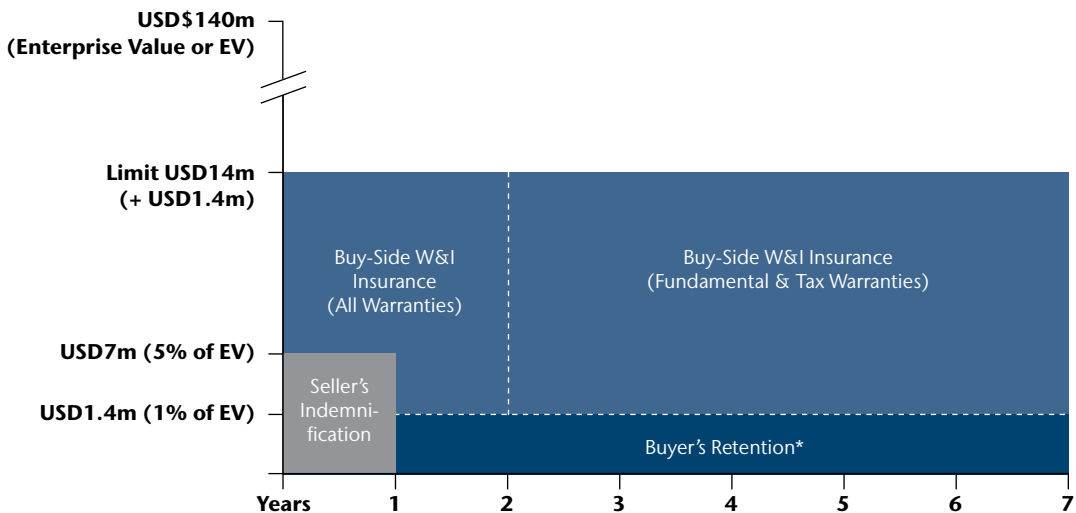 USD$140m
(Enterprise Value or EV)
Limit USD14m
(+ USD1.4m)
Buy-Side W&I
Insurance
(All Warranties)
Buy-Side W&I Insurance
(Fundamental & Tax Warranties)
USD7m (5% of EV)
Seller's
Indemni-
fication
USD1.4m (1% of EV)
Buyer's Retention*
Years 1 2 3 4 5 6 7